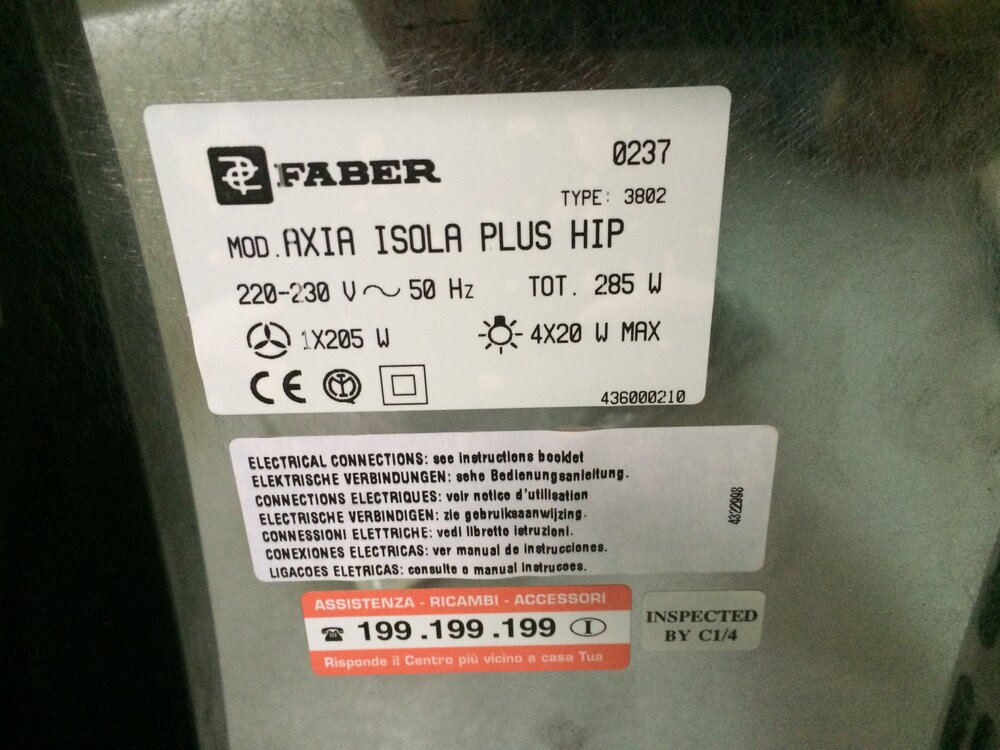 FABER
0237
TYPE: 3802
MOD. AXIA ISOLA PLUS HIP
220-230 V ~ 50 Hz TOT. 285 W
1X205 W 4X20 W MAX
CE
436000210
ELECTRICAL CONNECTIONS: see instructions booklet
ELEKTRISCHE VERBINDUNGEN: sehe Bedienungsanleitung.
CONNECTIONS ELECTRIQUES: voir notice d'utilisation
ELECTRISCHE VERBINDIGEN: zie gebruiksaanwijzing.
CONNESSIONI ELETTRICHE: vedi libretto istruzioni.
CONEXIONES ELECTRICAS: ver manual de instrucciones.
LIGACOES ELETRICAS: consulte o manual instrucoes.
4322998
ASSISTENZA - RICAMBI - ACCESSORI
199.199.199 I
Risponde il Centro più vicino a casa Tua
INSPECTED
BY C1/4